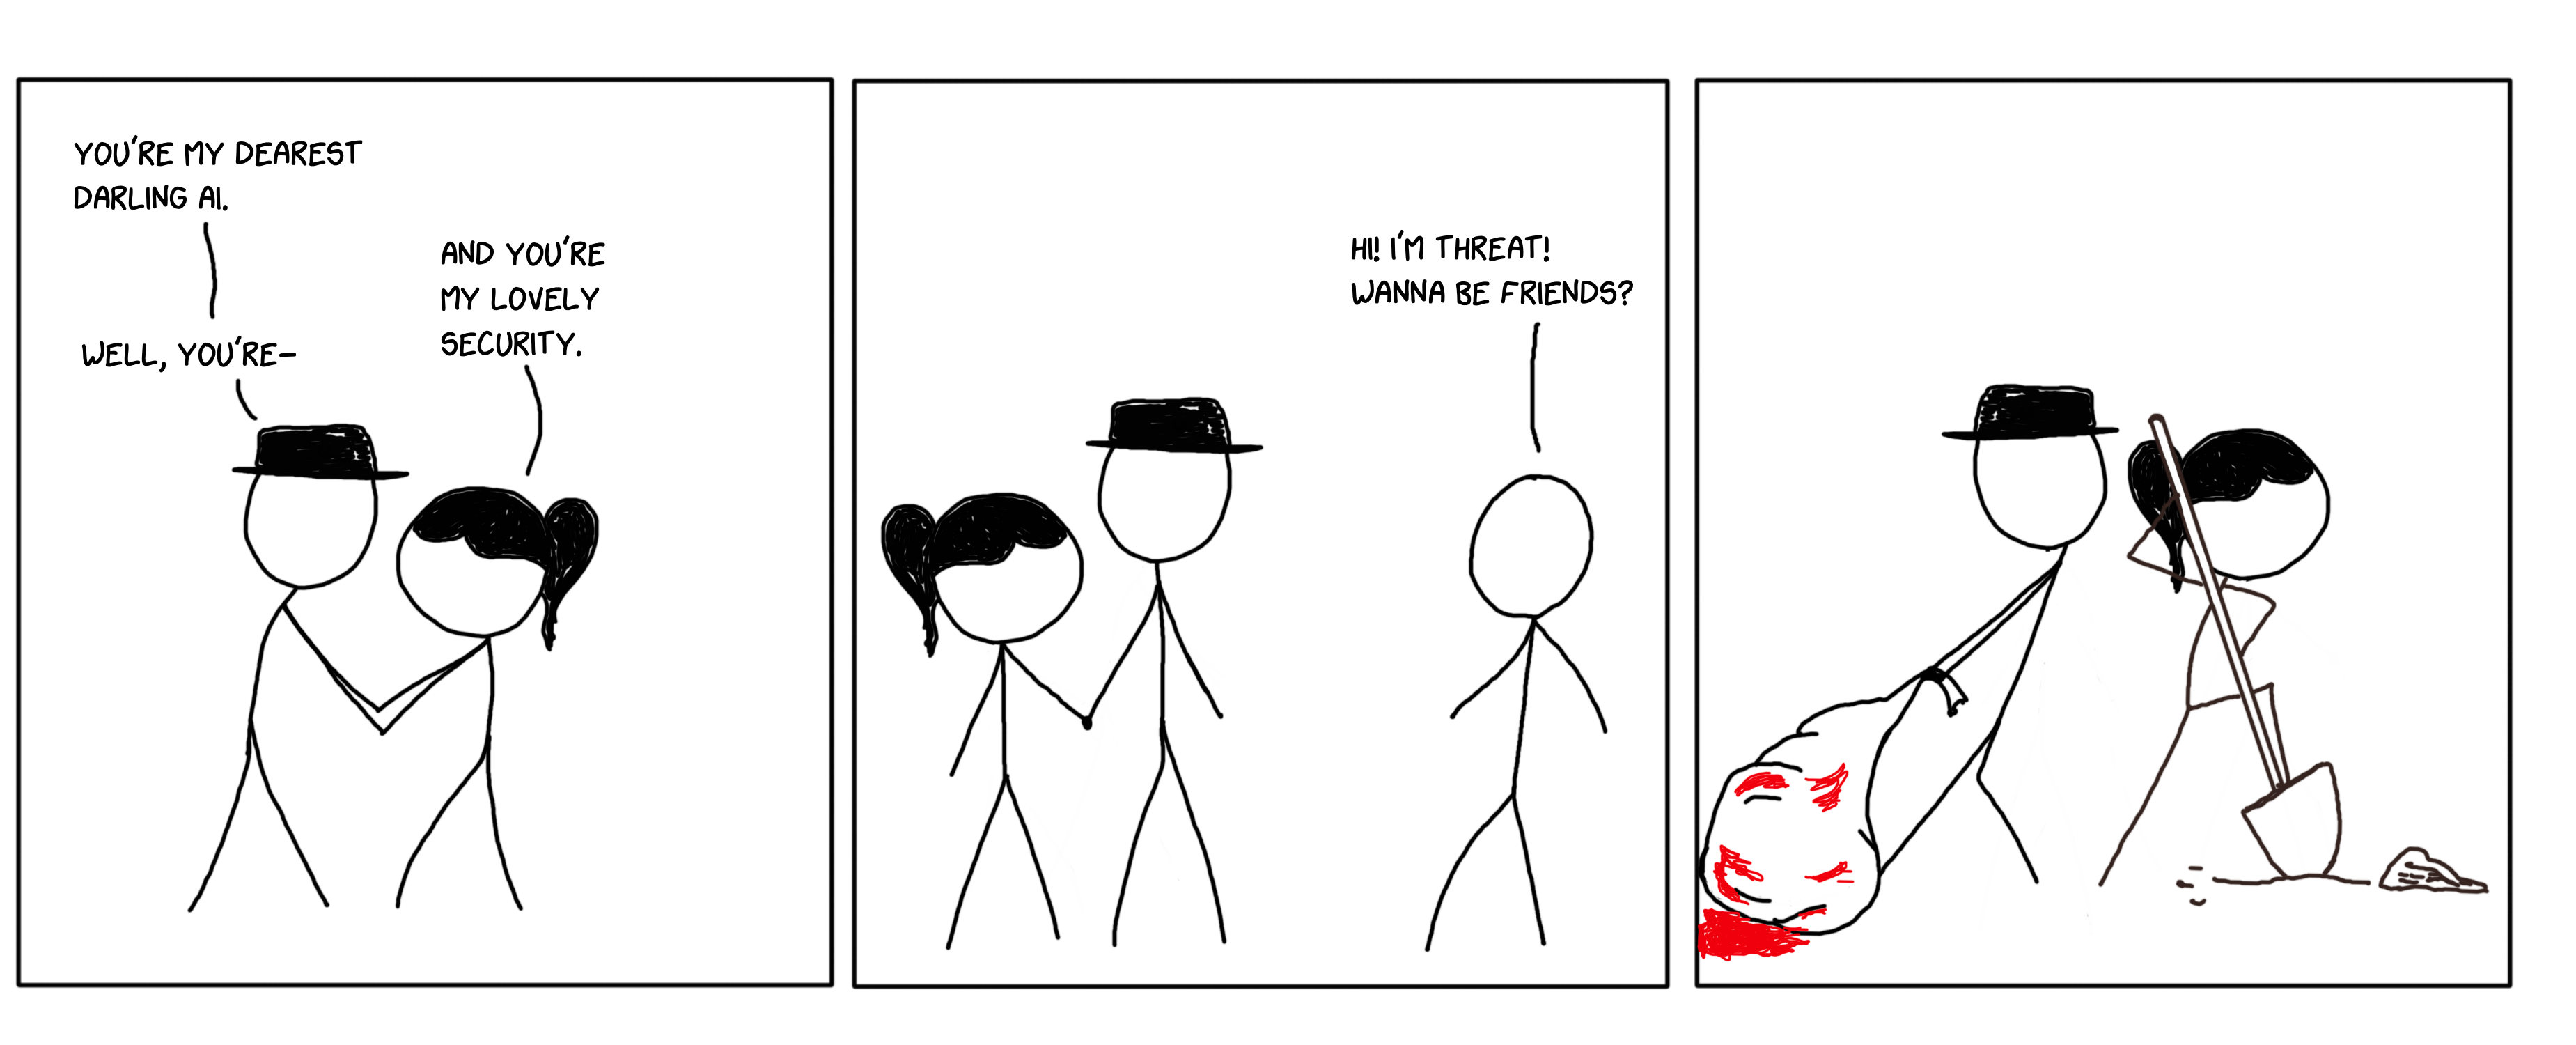 YOU'RE MY DEAREST
DARLING AI.
WELL, YOU'RE-
AND YOU'RE
MY LOVELY
SECURITY.
HI! I'M THREAT!
WANNA BE FRIENDS?